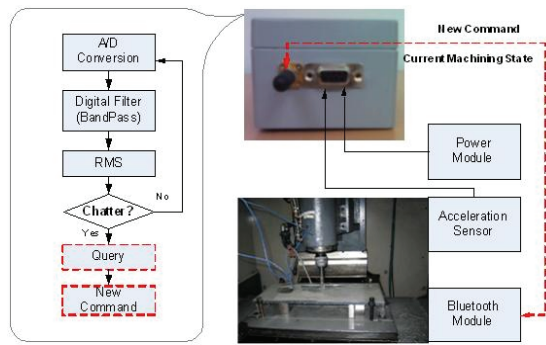 A/D
Conversion
Digital Filter
(BandPass)
RMS
Chatter?
No
Yes
Query
New
Command
New Command
Current Machining State
Power
Module
Acceleration
Sensor
Bluetooth
Module